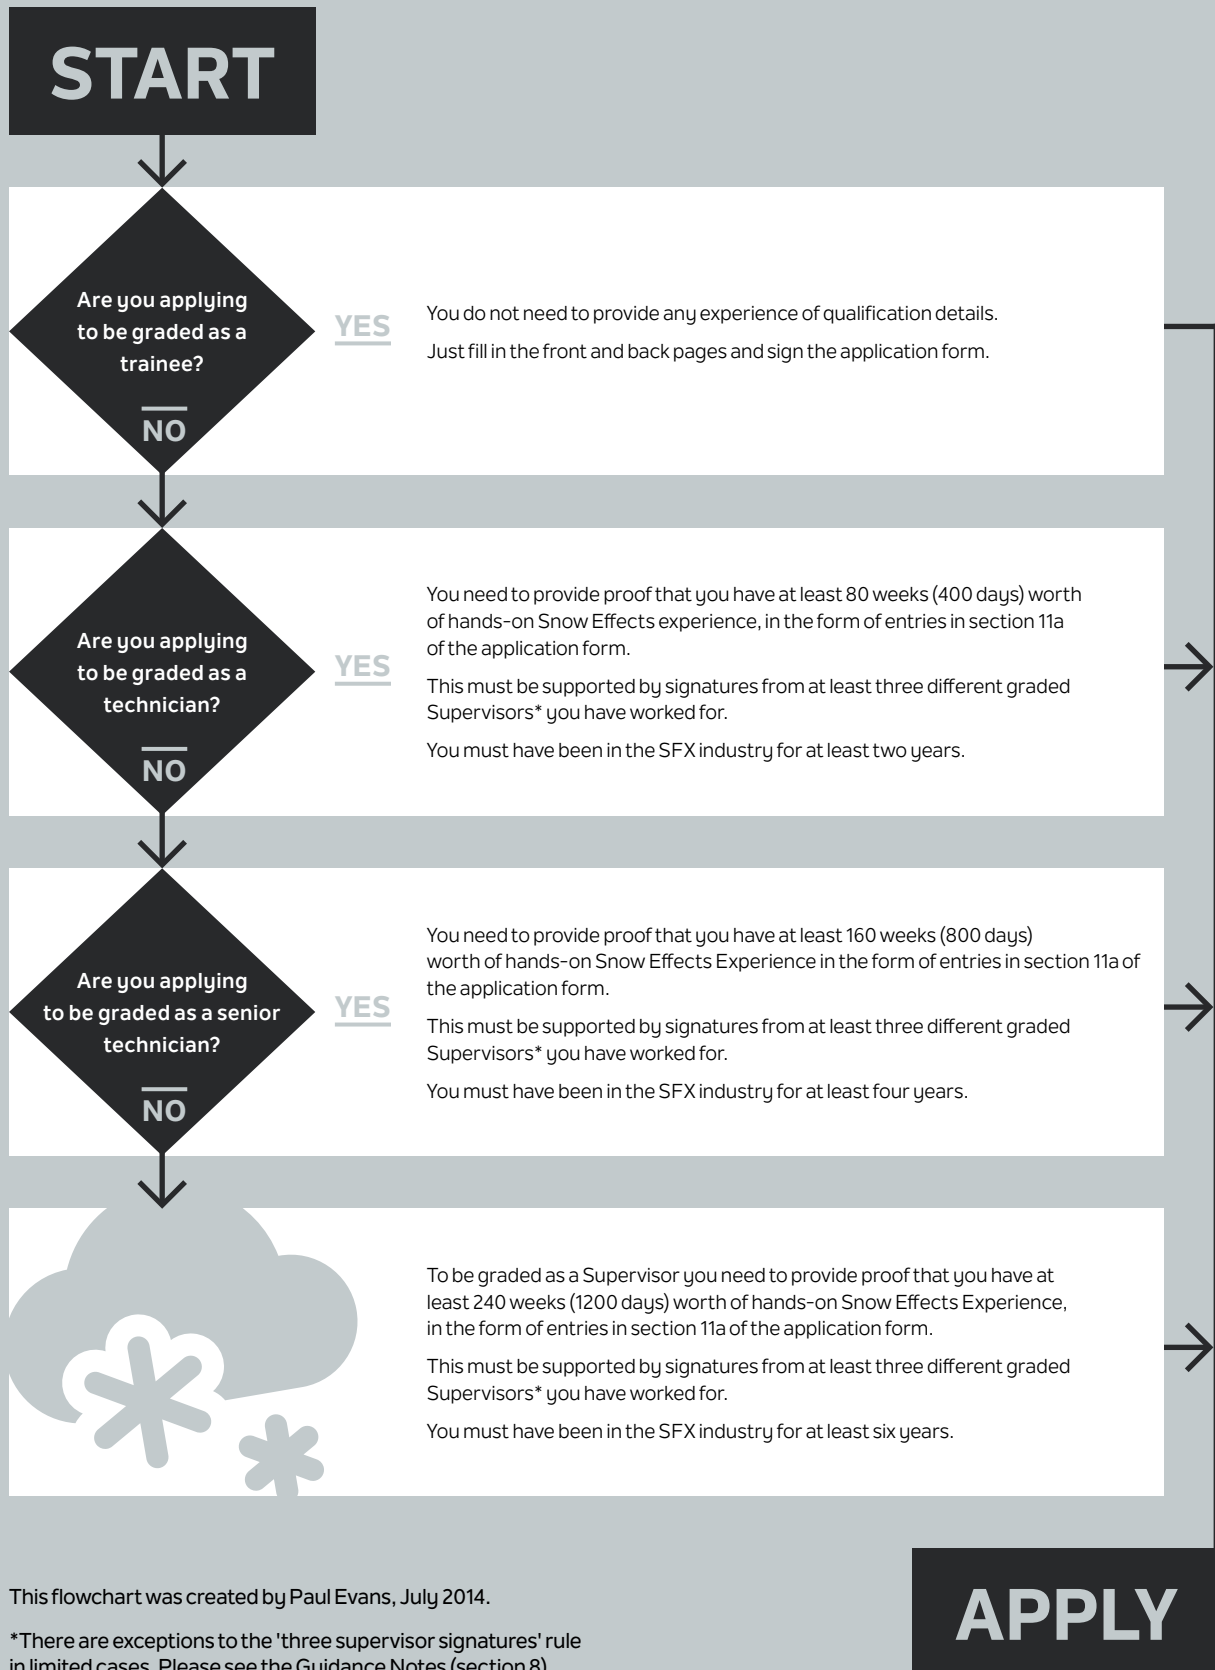 START
Are you applying
to be graded as a
trainee?
NO
YES
You do not need to provide any experience of qualification details.
Just fill in the front and back pages and sign the application form.
Are you applying
to be graded as a
technician?
NO
YES
You need to provide proof that you have at least 80 weeks (400 days) worth
of hands-on Snow Effects experience, in the form of entries in section 11a
of the application form.
This must be supported by signatures from at least three different graded
Supervisors* you have worked for.
You must have been in the SFX industry for at least two years.
Are you applying
to be graded as a senior
technician?
NO
YES
You need to provide proof that you have at least 160 weeks (800 days)
worth of hands-on Snow Effects Experience in the form of entries in section 11a of
the application form.
This must be supported by signatures from at least three different graded
Supervisors* you have worked for.
You must have been in the SFX industry for at least four years.
To be graded as a Supervisor you need to provide proof that you have at
least 240 weeks (1200 days) worth of hands-on Snow Effects Experience,
in the form of entries in section 11a of the application form.
This must be supported by signatures from at least three different graded
Supervisors* you have worked for.
You must have been in the SFX industry for at least six years.
This flowchart was created by Paul Evans, July 2014.
*There are exceptions to the 'three supervisor signatures' rule
in limited cases. Please see the Guidance Notes (section 8)
APPLY